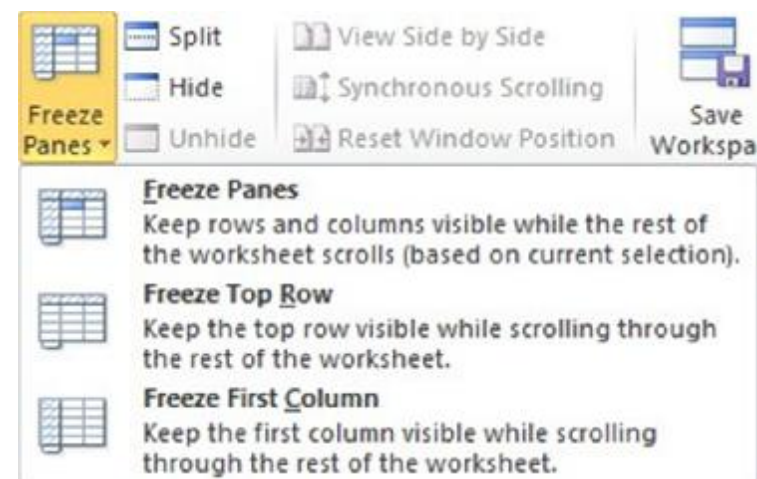 Split
View Side by Side
Hide
Synchronous Scrolling
Freeze
Panes
Unhide
Reset Window Position
Save
Workspa
Freeze Panes
Keep rows and columns visible while the rest of
the worksheet scrolls (based on current selection).
Freeze Top Row
Keep the top row visible while scrolling through
the rest of the worksheet.
Freeze First Column
Keep the first column visible while scrolling
through the rest of the worksheet.